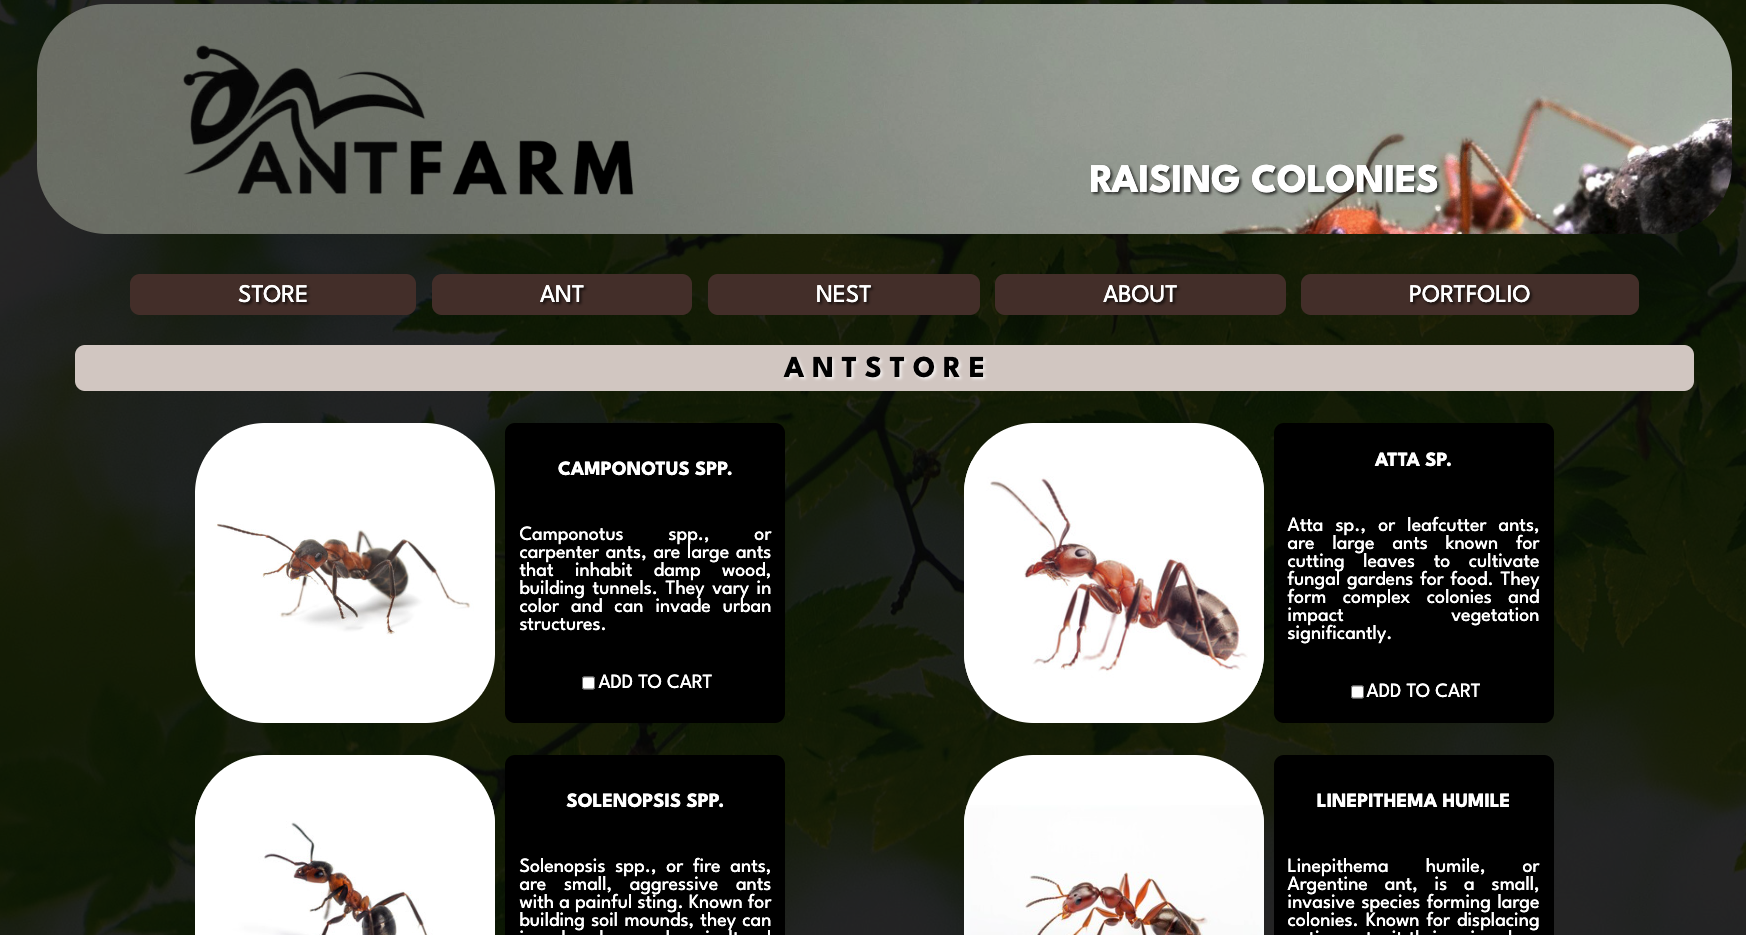 ANTFARM
RAISING COLONIES
STORE
ANT
NEST
ABOUT
PORTFOLIO
ANTSTORE
CAMPONOTUS SPP.
Camponotus spp., or
carpenter ants, are large ants
that inhabit damp wood,
building tunnels. They vary in
color and can invade urban
structures.
ADD TO CART
ATTA SP.
Atta sp., or leafcutter ants,
are large ants known for
cutting leaves to cultivate
fungal gardens for food. They
form complex colonies and
impact vegetation
significantly.
ADD TO CART
SOLENOPSIS SPP.
Solenopsis spp., or fire ants,
are small, aggressive ants
with a painful sting. Known for
building soil mounds, they can
LINEPITHEMA HUMILE
Linepithema humile, or
Argentine ant, is a small,
invasive species forming large
colonies. Known for displacing